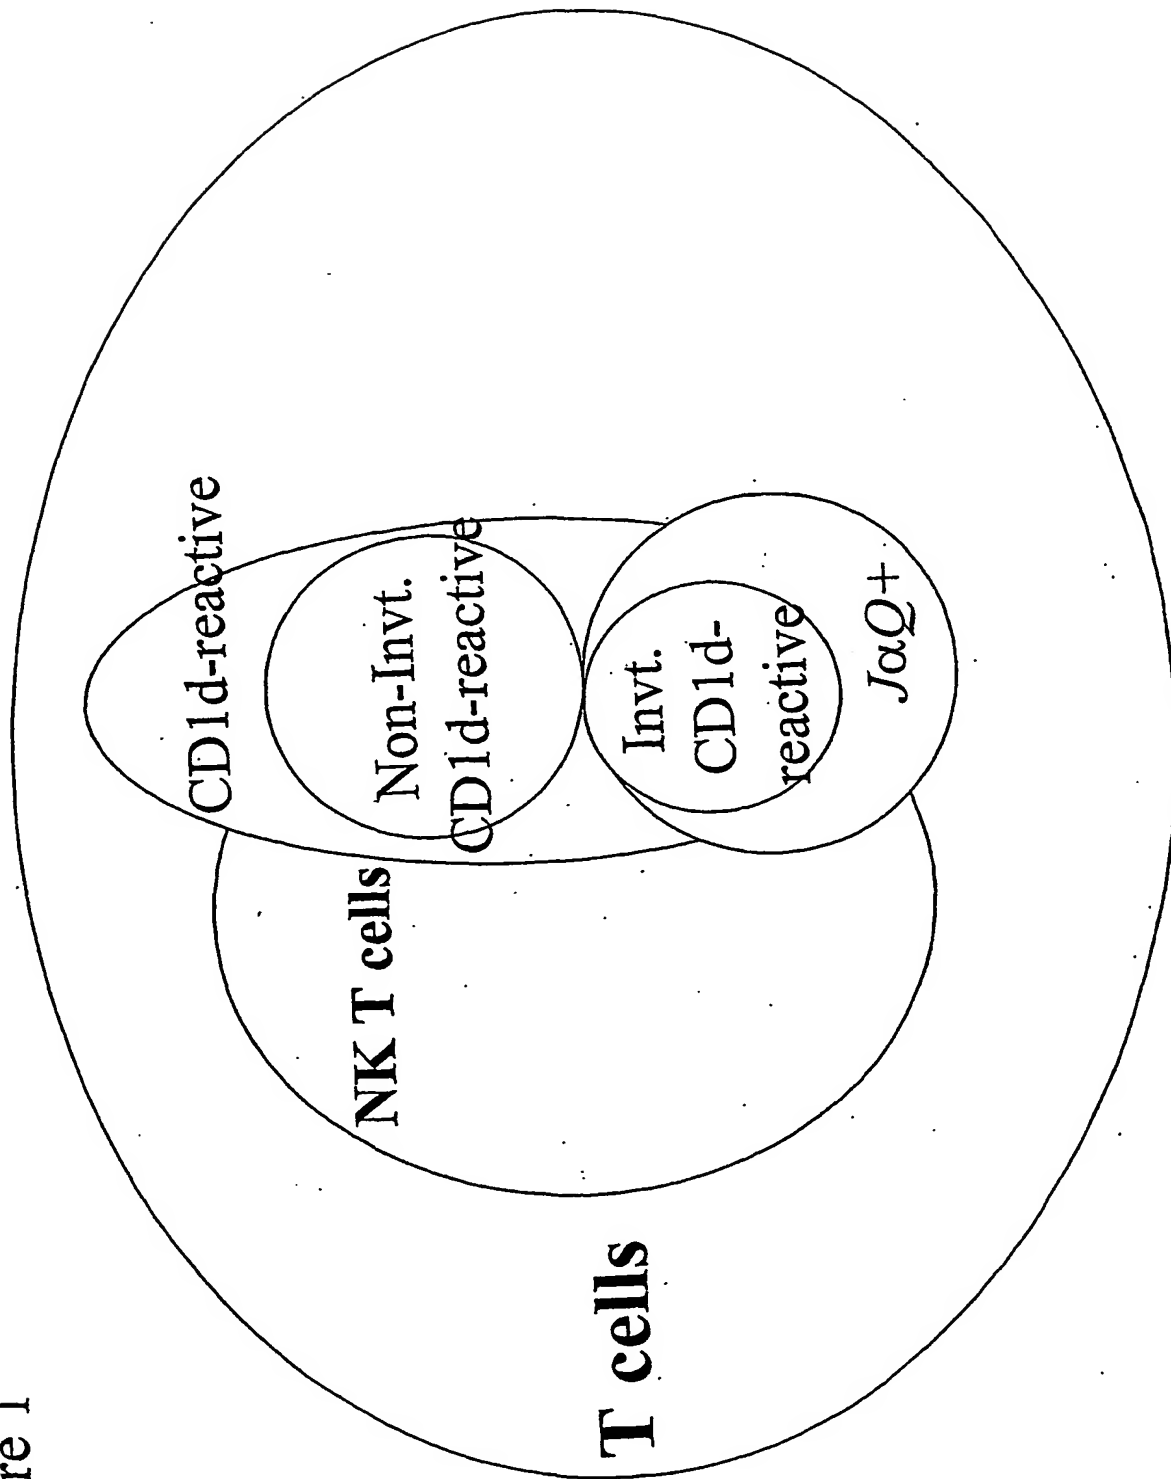 re 1
T cells
NK T cells
CD1d-reactive
Non-Invt.
CD1d-reactive
Invt.
CD1d-
reactive
JαQ+